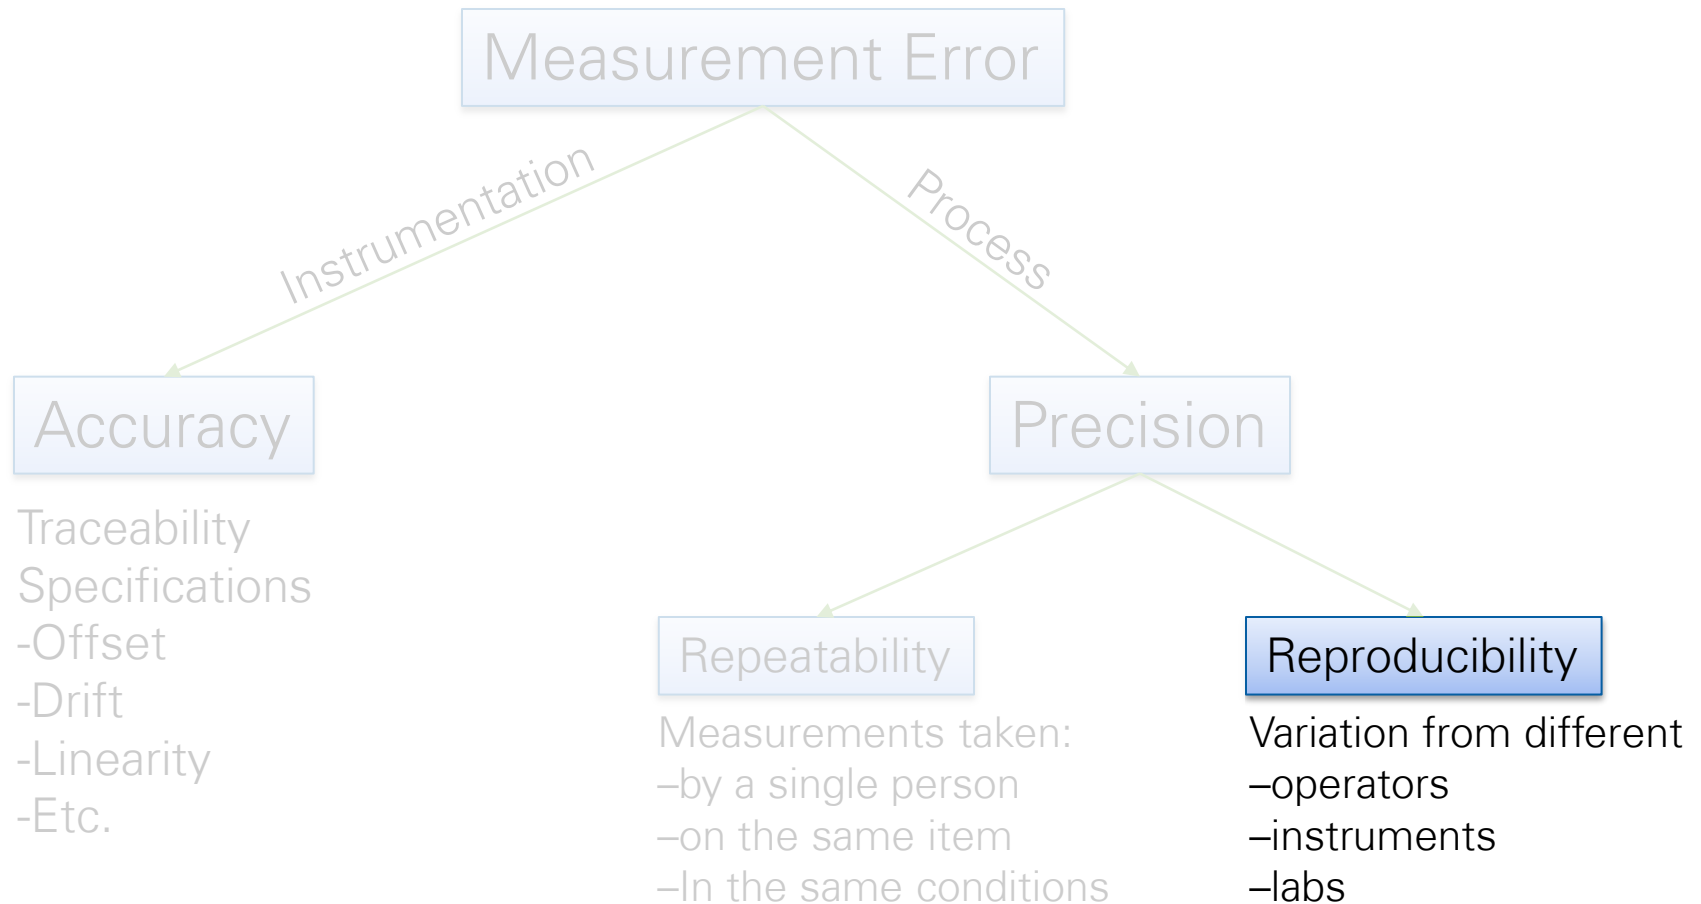 Measurement Error
Instrumentation
Process
Accuracy
Precision
Traceability
Specifications
-Offset
-Drift
-Linearity
-Etc.
Repeatability
Measurements taken:
–by a single person
–on the same item
–In the same conditions
Reproducibility
Variation from different
–operators
–instruments
–labs